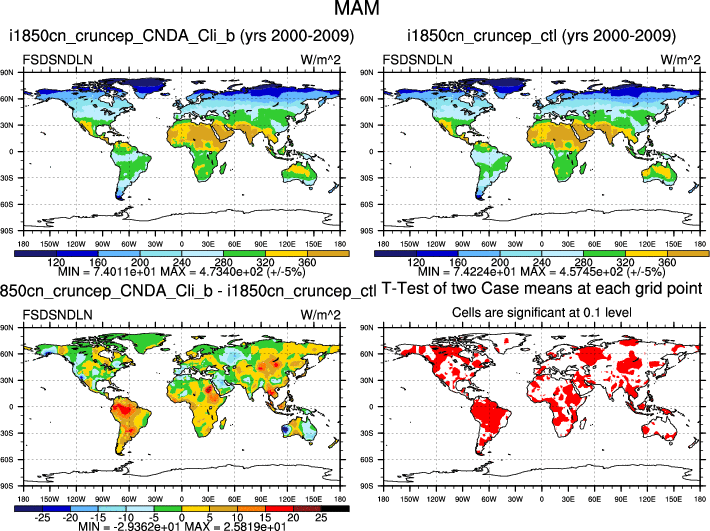 MAM
i1850cn_cruncep_CNDA_Cli_b (yrs 2000-2009)
i1850cn_cruncep_ctl (yrs 2000-2009)
FSDSNDLN W/m^2
FSDSNDLN W/m^2
90N
60N
30N
0
30S
60S
90S
180 150W 120W 90W 60W 30W 0 30E 60E 90E 120E 150E 180
120 160 200 240 280 320 360
MIN = 7.4011e+01 MAX = 4.7340e+02 (+/-5%)
90N
60N
30N
0
30S
60S
90S
180 150W 120W 90W 60W 30W 0 30E 60E 90E 120E 150E 180
120 160 200 240 280 320 360
MIN = 7.4224e+01 MAX = 4.5745e+02 (+/-5%)
850cn_cruncep_CNDA_Cli_b - i1850cn_cruncep_ctl
T-Test of two Case means at each grid point
FSDSNDLN W/m^2
Cells are significant at 0.1 level
90N
60N
30N
0
30S
60S
90S
180 150W 120W 90W 60W 30W 0 30E 60E 90E 120E 150E 180
-25 -20 -15 -10 -5 0 5 10 15 20 25
MIN = -2.9362e+01 MAX = 2.5819e+01
90N
60N
30N
0
30S
60S
90S
180 150W 120W 90W 60W 30W 0 30E 60E 90E 120E 150E 180